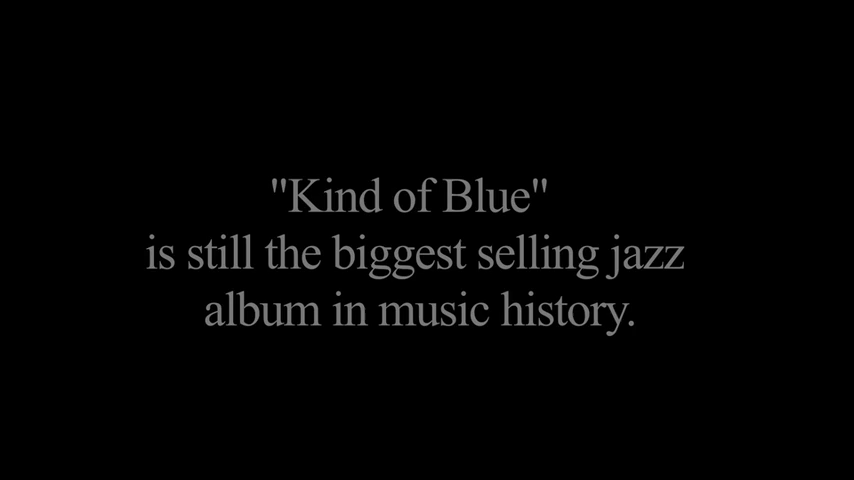 "Kind of Blue"
is still the biggest selling jazz
album in music history.